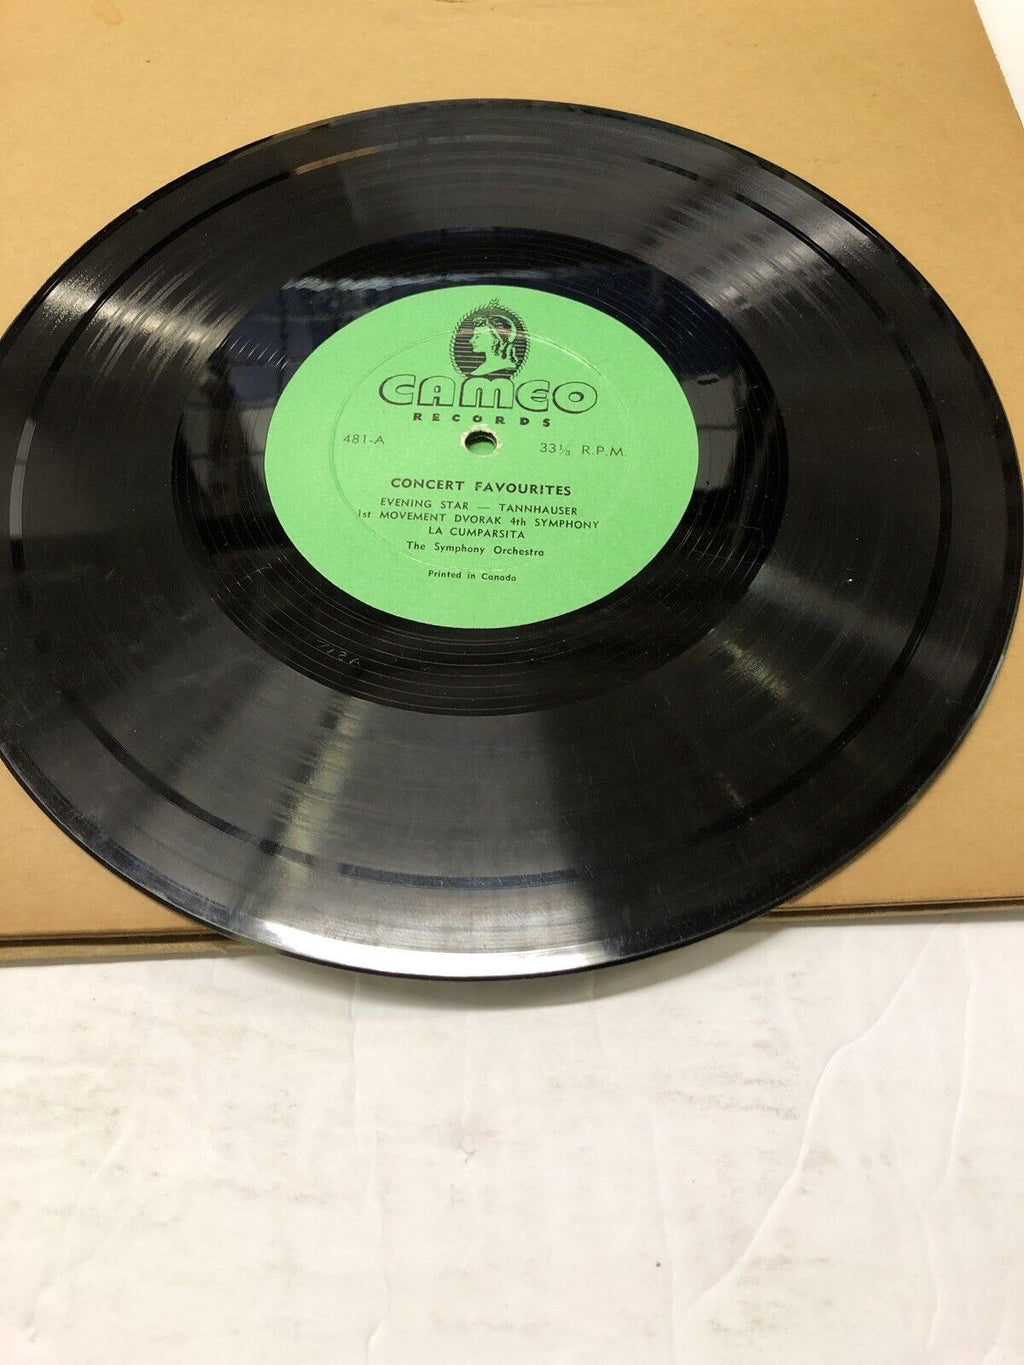 CAMEO
RECORDS
481-A
33⅓ R.P.M.
CONCERT FAVOURITES
EVENING STAR — TANNHAUSER
1st MOVEMENT DVORAK 4th SYMPHONY
LA CUMPARSITA
The Symphony Orchestra
Printed in Canada